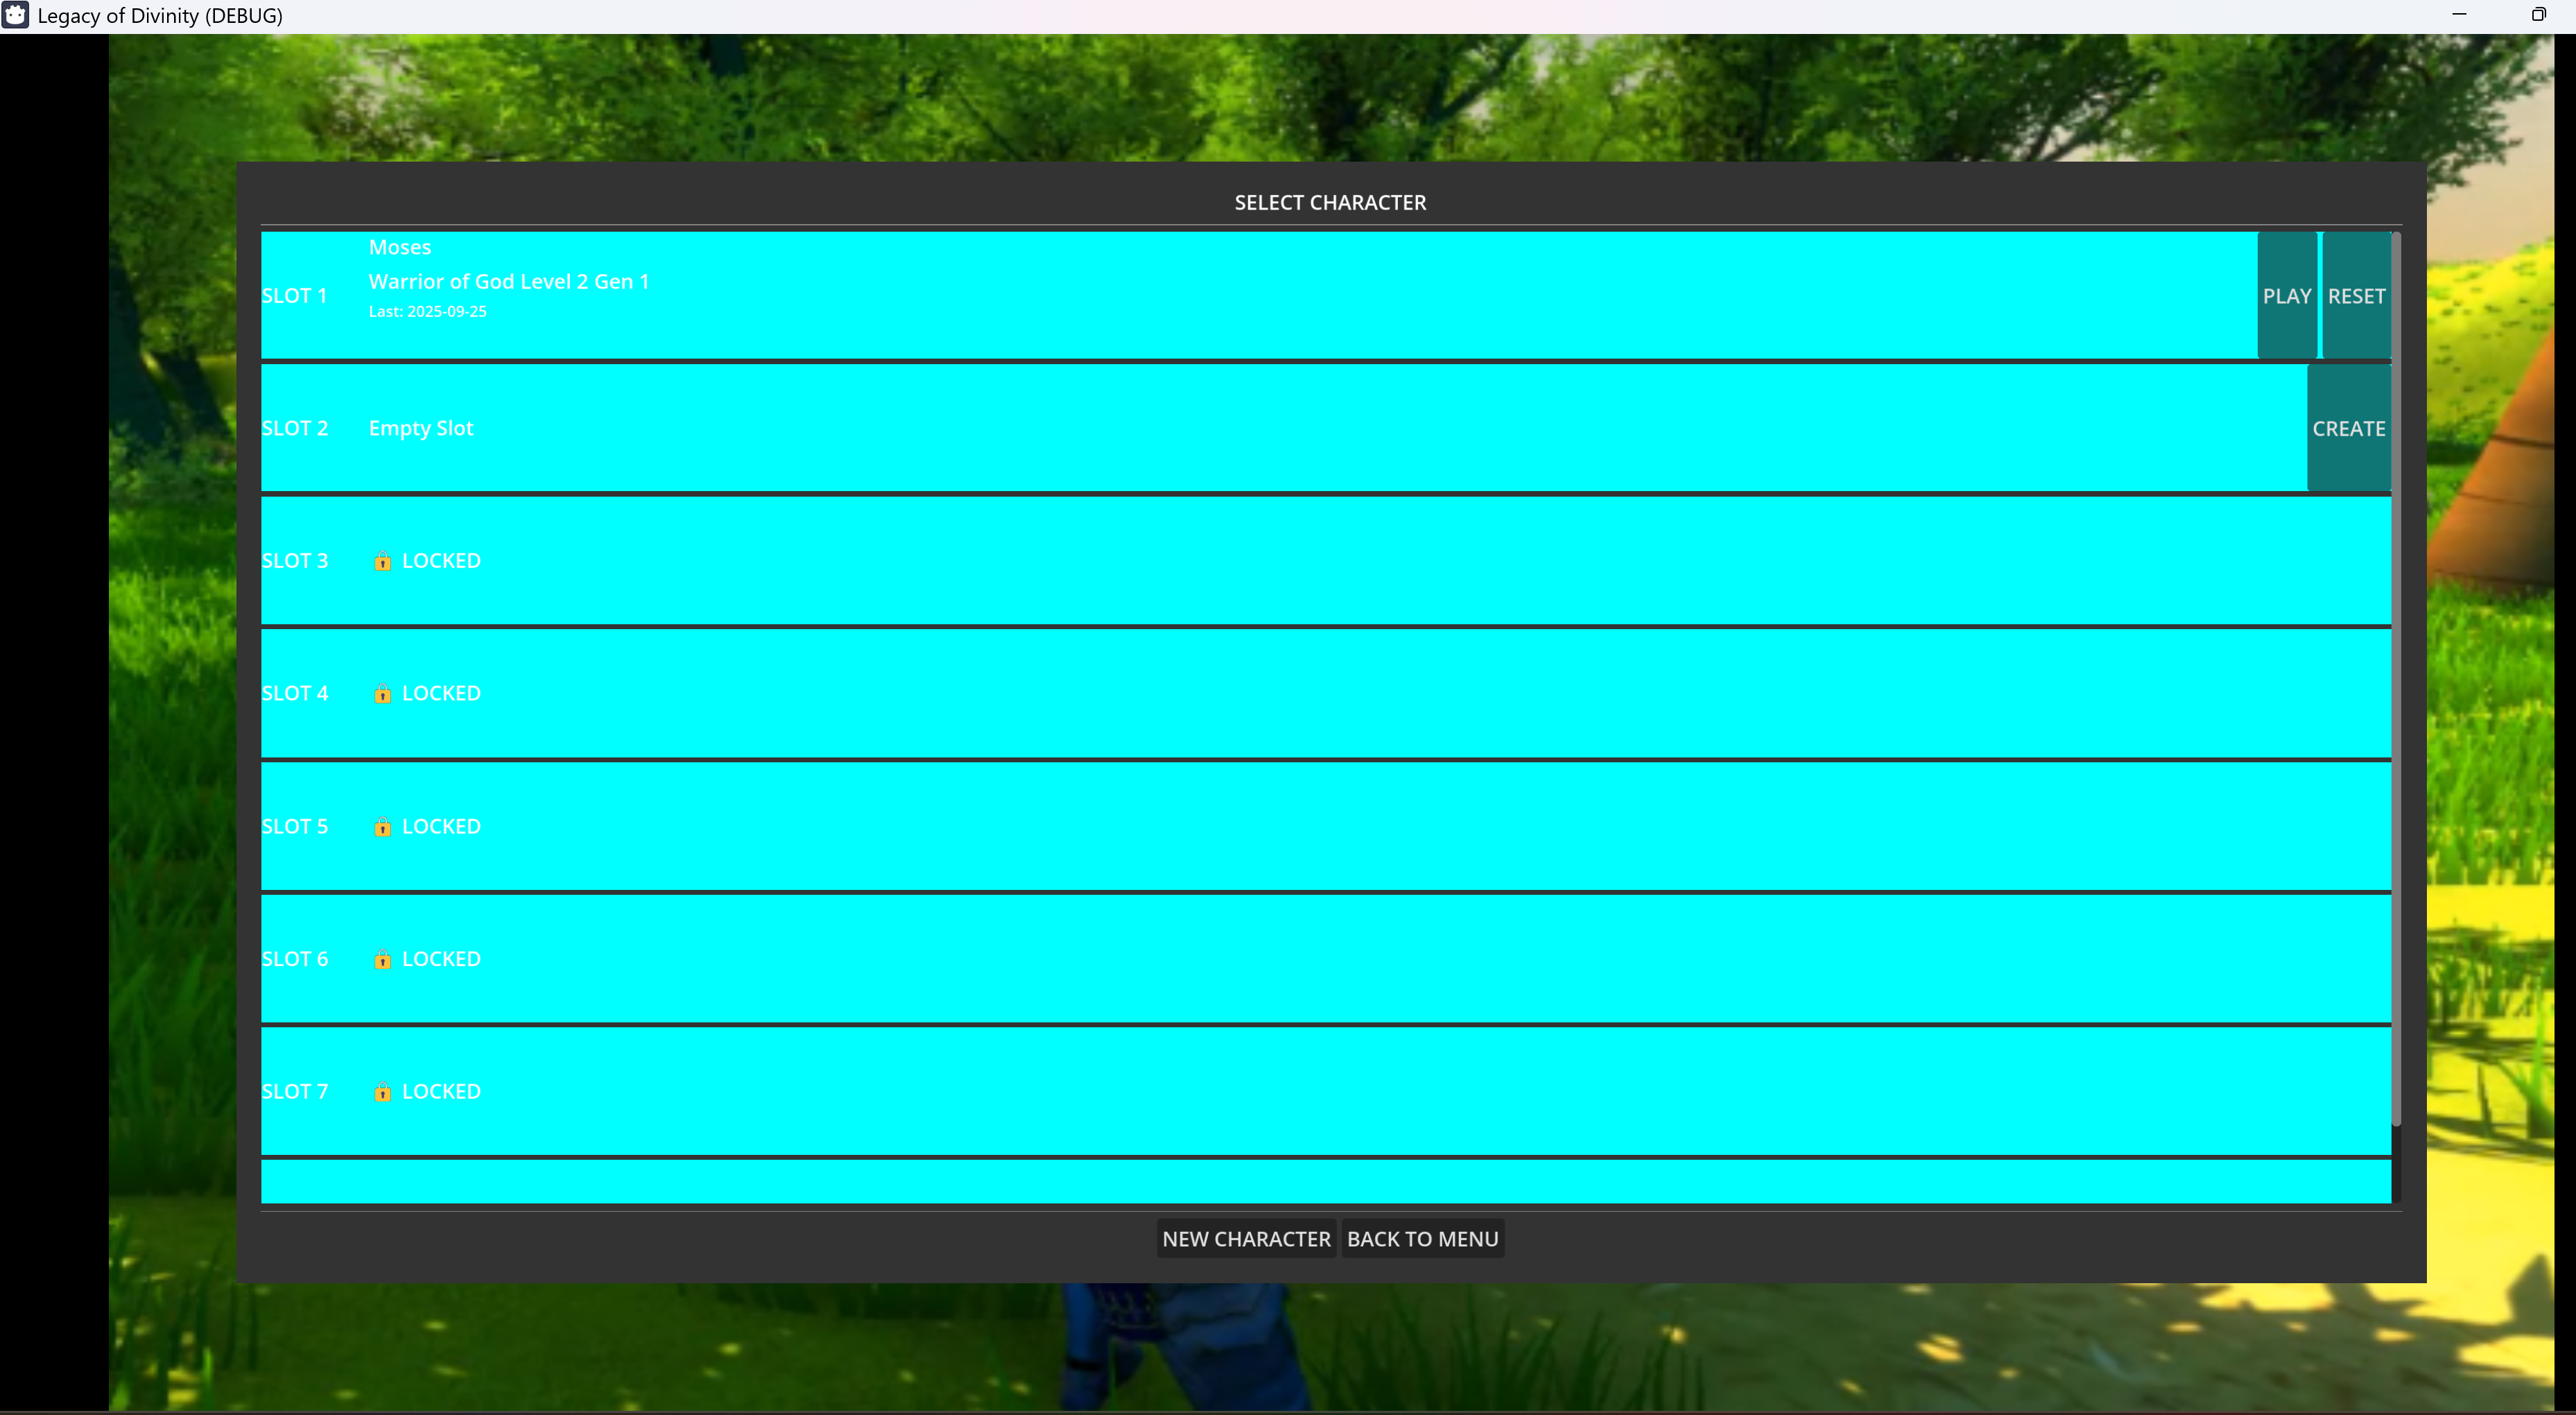 Legacy of Divinity (DEBUG)
SELECT CHARACTER
SLOT 1
Moses
Warrior of God Level 2 Gen 1
Last: 2025-09-25
PLAY
RESET
SLOT 2
Empty Slot
CREATE
SLOT 3
🔒 LOCKED
SLOT 4
🔒 LOCKED
SLOT 5
🔒 LOCKED
SLOT 6
🔒 LOCKED
SLOT 7
🔒 LOCKED
NEW CHARACTER
BACK TO MENU